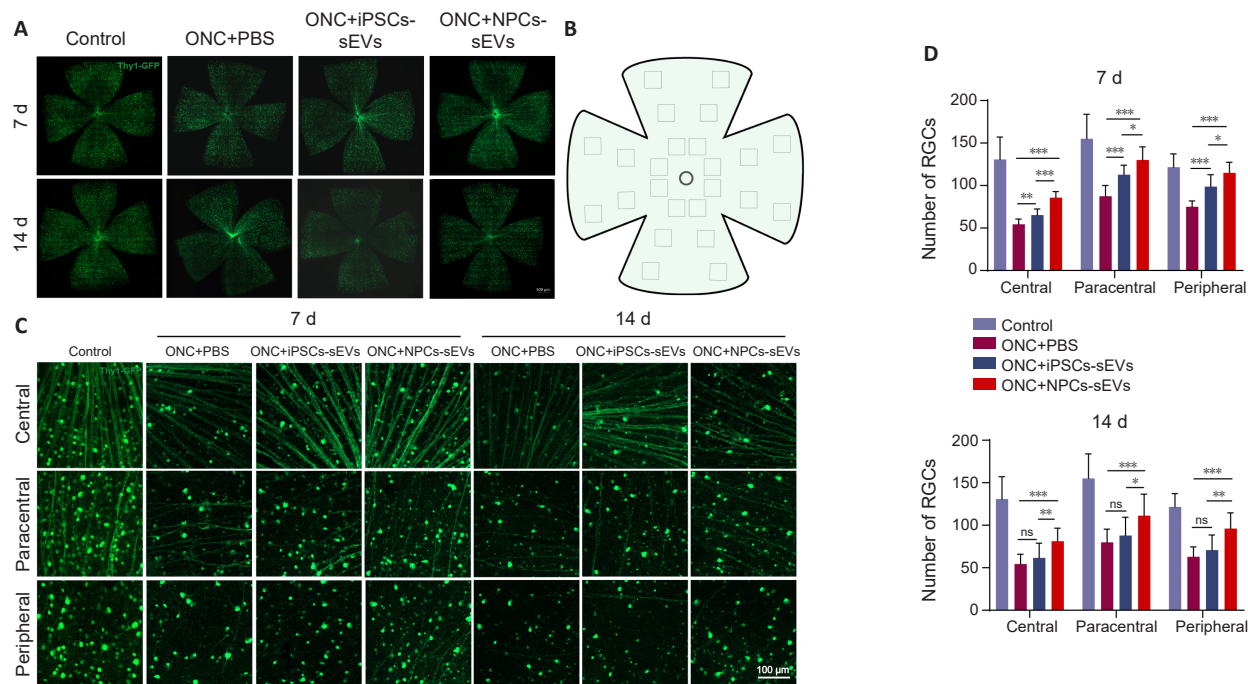 A
Control
ONC+PBS
ONC+iPSCs-
sEVs
ONC+NPCs-
sEVs
Thy1-GFP
7 d
14 d
500 μm
B
C
7 d
14 d
Control
ONC+PBS
ONC+iPSCs-sEVs
ONC+NPCs-sEVs
ONC+PBS
ONC+iPSCs-sEVs
ONC+NPCs-sEVs
Thy1-GFP
Central
Paracentral
Peripheral
100 μm
D
7 d
Number of RGCs
200
150
100
50
0
** *** ***
*** * ***
*** * ***
Central Paracentral Peripheral
Control
ONC+PBS
ONC+iPSCs-sEVs
ONC+NPCs-sEVs
14 d
Number of RGCs
200
150
100
50
0
ns ** ***
ns * ***
ns ** ***
Central Paracentral Peripheral